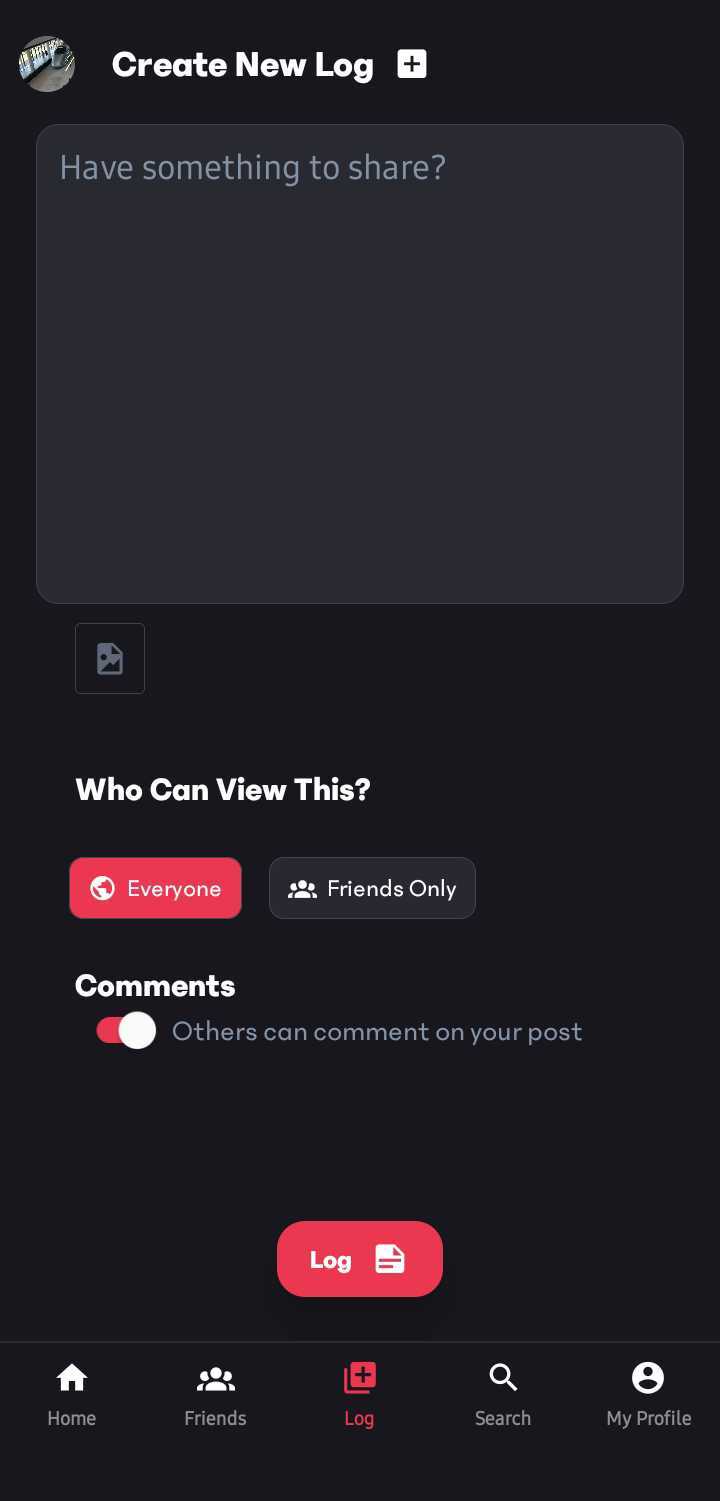 Create New Log
Have something to share?
Who Can View This?
Everyone
Friends Only
Comments
Others can comment on your post
Log
Home
Friends
Log
Search
My Profile